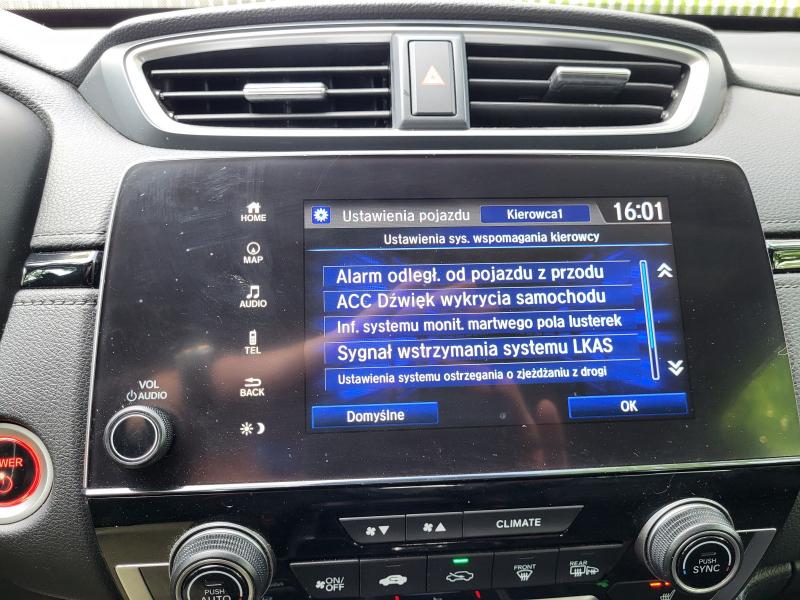 HOME
MAP
AUDIO
TEL
BACK
VOL
AUDIO
POWER
Ustawienia pojazdu
Kierowca1
16:01
Ustawienia sys. wspomagania kierowcy
Alarm odległ. od pojazdu z przodu
ACC Dźwięk wykrycia samochodu
Inf. systemu monit. martwego pola lusterek
Sygnał wstrzymania systemu LKAS
Ustawienia systemu ostrzegania o zjeżdżaniu z drogi
Domyślne
OK
CLIMATE
ON/
OFF
FRONT
REAR
PUSH
AUTO
PUSH
SYNC